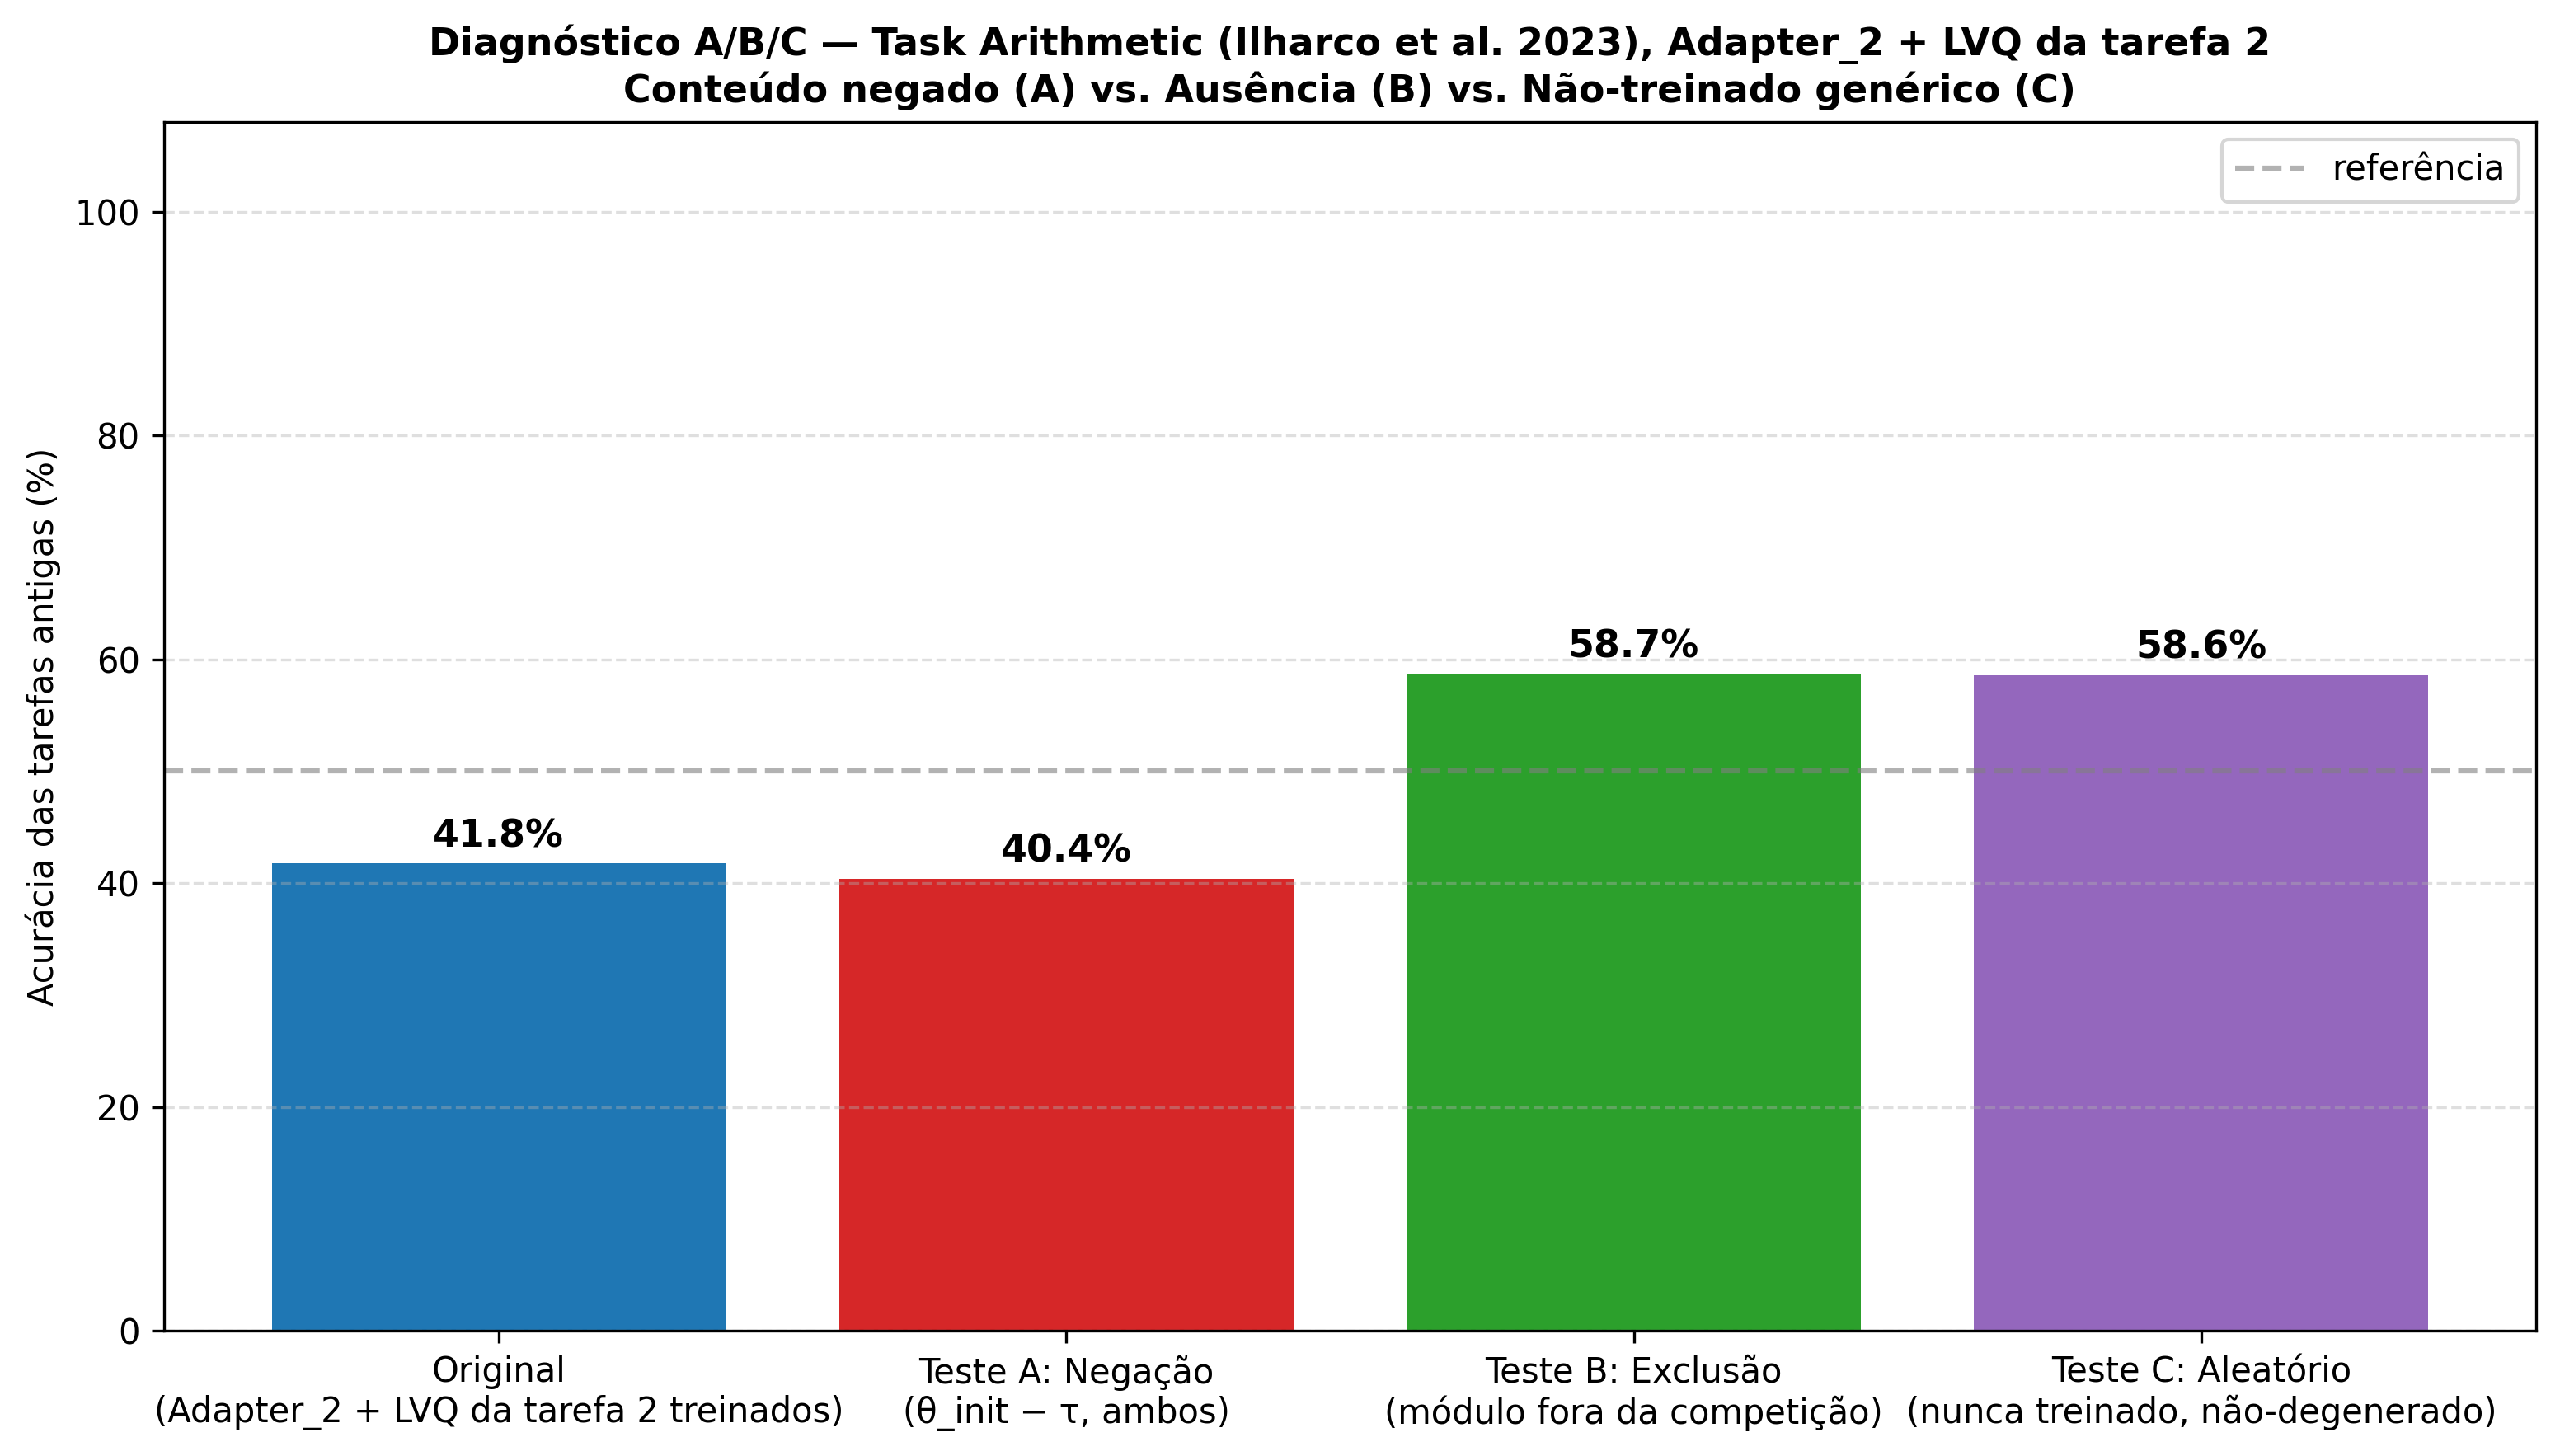 Diagnóstico A/B/C — Task Arithmetic (Ilharco et al. 2023), Adapter_2 + LVQ da tarefa 2
Conteúdo negado (A) vs. Ausência (B) vs. Não-treinado genérico (C)
referência
Acurácia das tarefas antigas (%)
100
80
60
40
20
0
41.8%
40.4%
58.7%
58.6%
Original
(Adapter_2 + LVQ da tarefa 2 treinados)
Teste A: Negação
(θ_init − τ, ambos)
Teste B: Exclusão
(módulo fora da competição)
Teste C: Aleatório
(nunca treinado, não-degenerado)